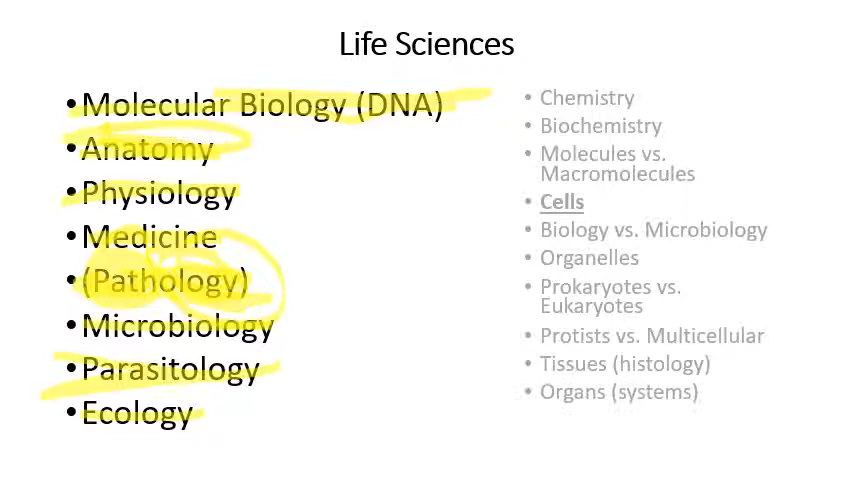 Life Sciences
•Molecular Biology (DNA)
•Anatomy
•Physiology
•Medicine
•(Pathology)
•Microbiology
•Parasitology
•Ecology
• Chemistry
• Biochemistry
• Molecules vs.
Macromolecules
• Cells
• Biology vs. Microbiology
• Organelles
• Prokaryotes vs.
Eukaryotes
• Protists vs. Multicellular
• Tissues (histology)
• Organs (systems)